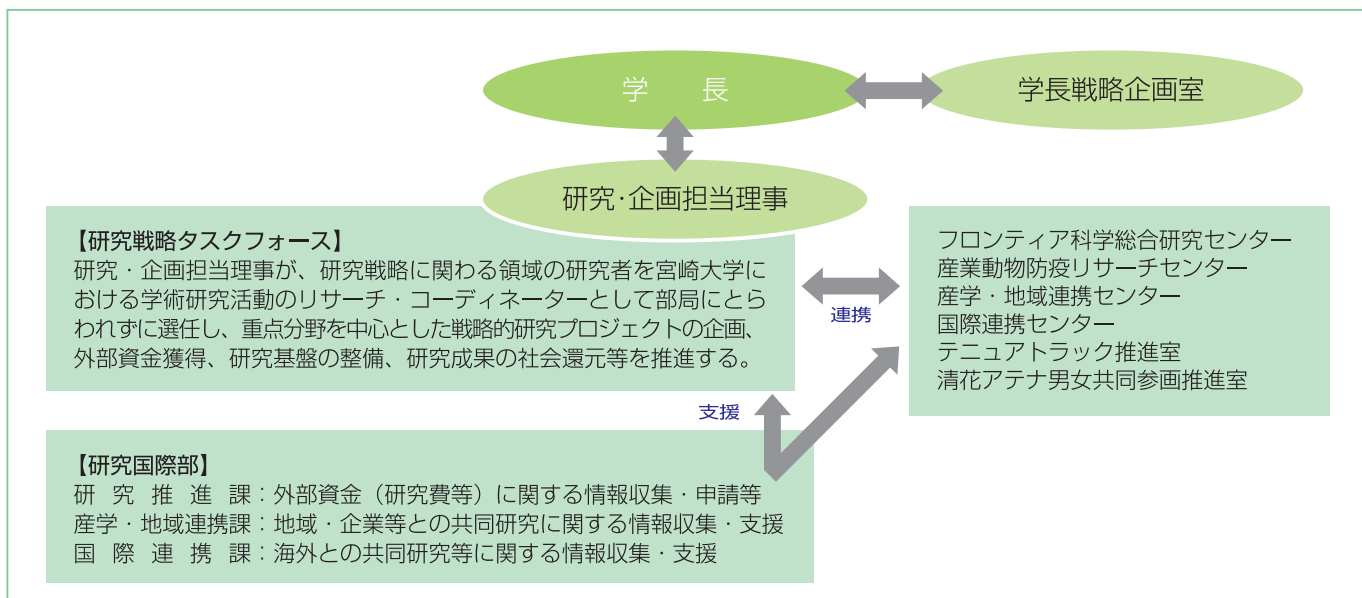 学　長
学長戦略企画室
研究・企画担当理事
【研究戦略タスクフォース】
研究・企画担当理事が、研究戦略に関わる領域の研究者を宮崎大学に
おける学術研究活動のリサーチ・コーディネーターとして部局にとら
われずに選任し、重点分野を中心とした戦略的研究プロジェクトの企画、
外部資金獲得、研究基盤の整備、研究成果の社会還元等を推進する。
連携
フロンティア科学総合研究センター
産業動物防疫リサーチセンター
産学・地域連携センター
国際連携センター
テニュアトラック推進室
清花アテナ男女共同参画推進室
支援
【研究国際部】
研　究　推　進　課：外部資金（研究費等）に関する情報収集・申請等
産学・地域連携課：地域・企業等との共同研究に関する情報収集・支援
国　際　連　携　課：海外との共同研究等に関する情報収集・支援